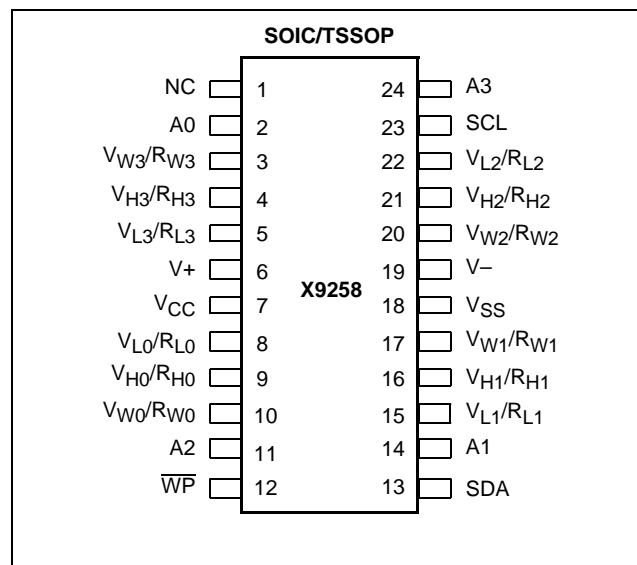 SOIC/TSSOP
NC 1 24 A3
A0 2 23 SCL
VW3/RW3 3 22 VL2/RL2
VH3/RH3 4 21 VH2/RH2
VL3/RL3 5 20 VW2/RW2
V+ 6 19 V–
X9258
VCC 7 18 VSS
VL0/RL0 8 17 VW1/RW1
VH0/RH0 9 16 VH1/RH1
VW0/RW0 10 15 VL1/RL1
A2 11 14 A1
W̅P̅ 12 13 SDA